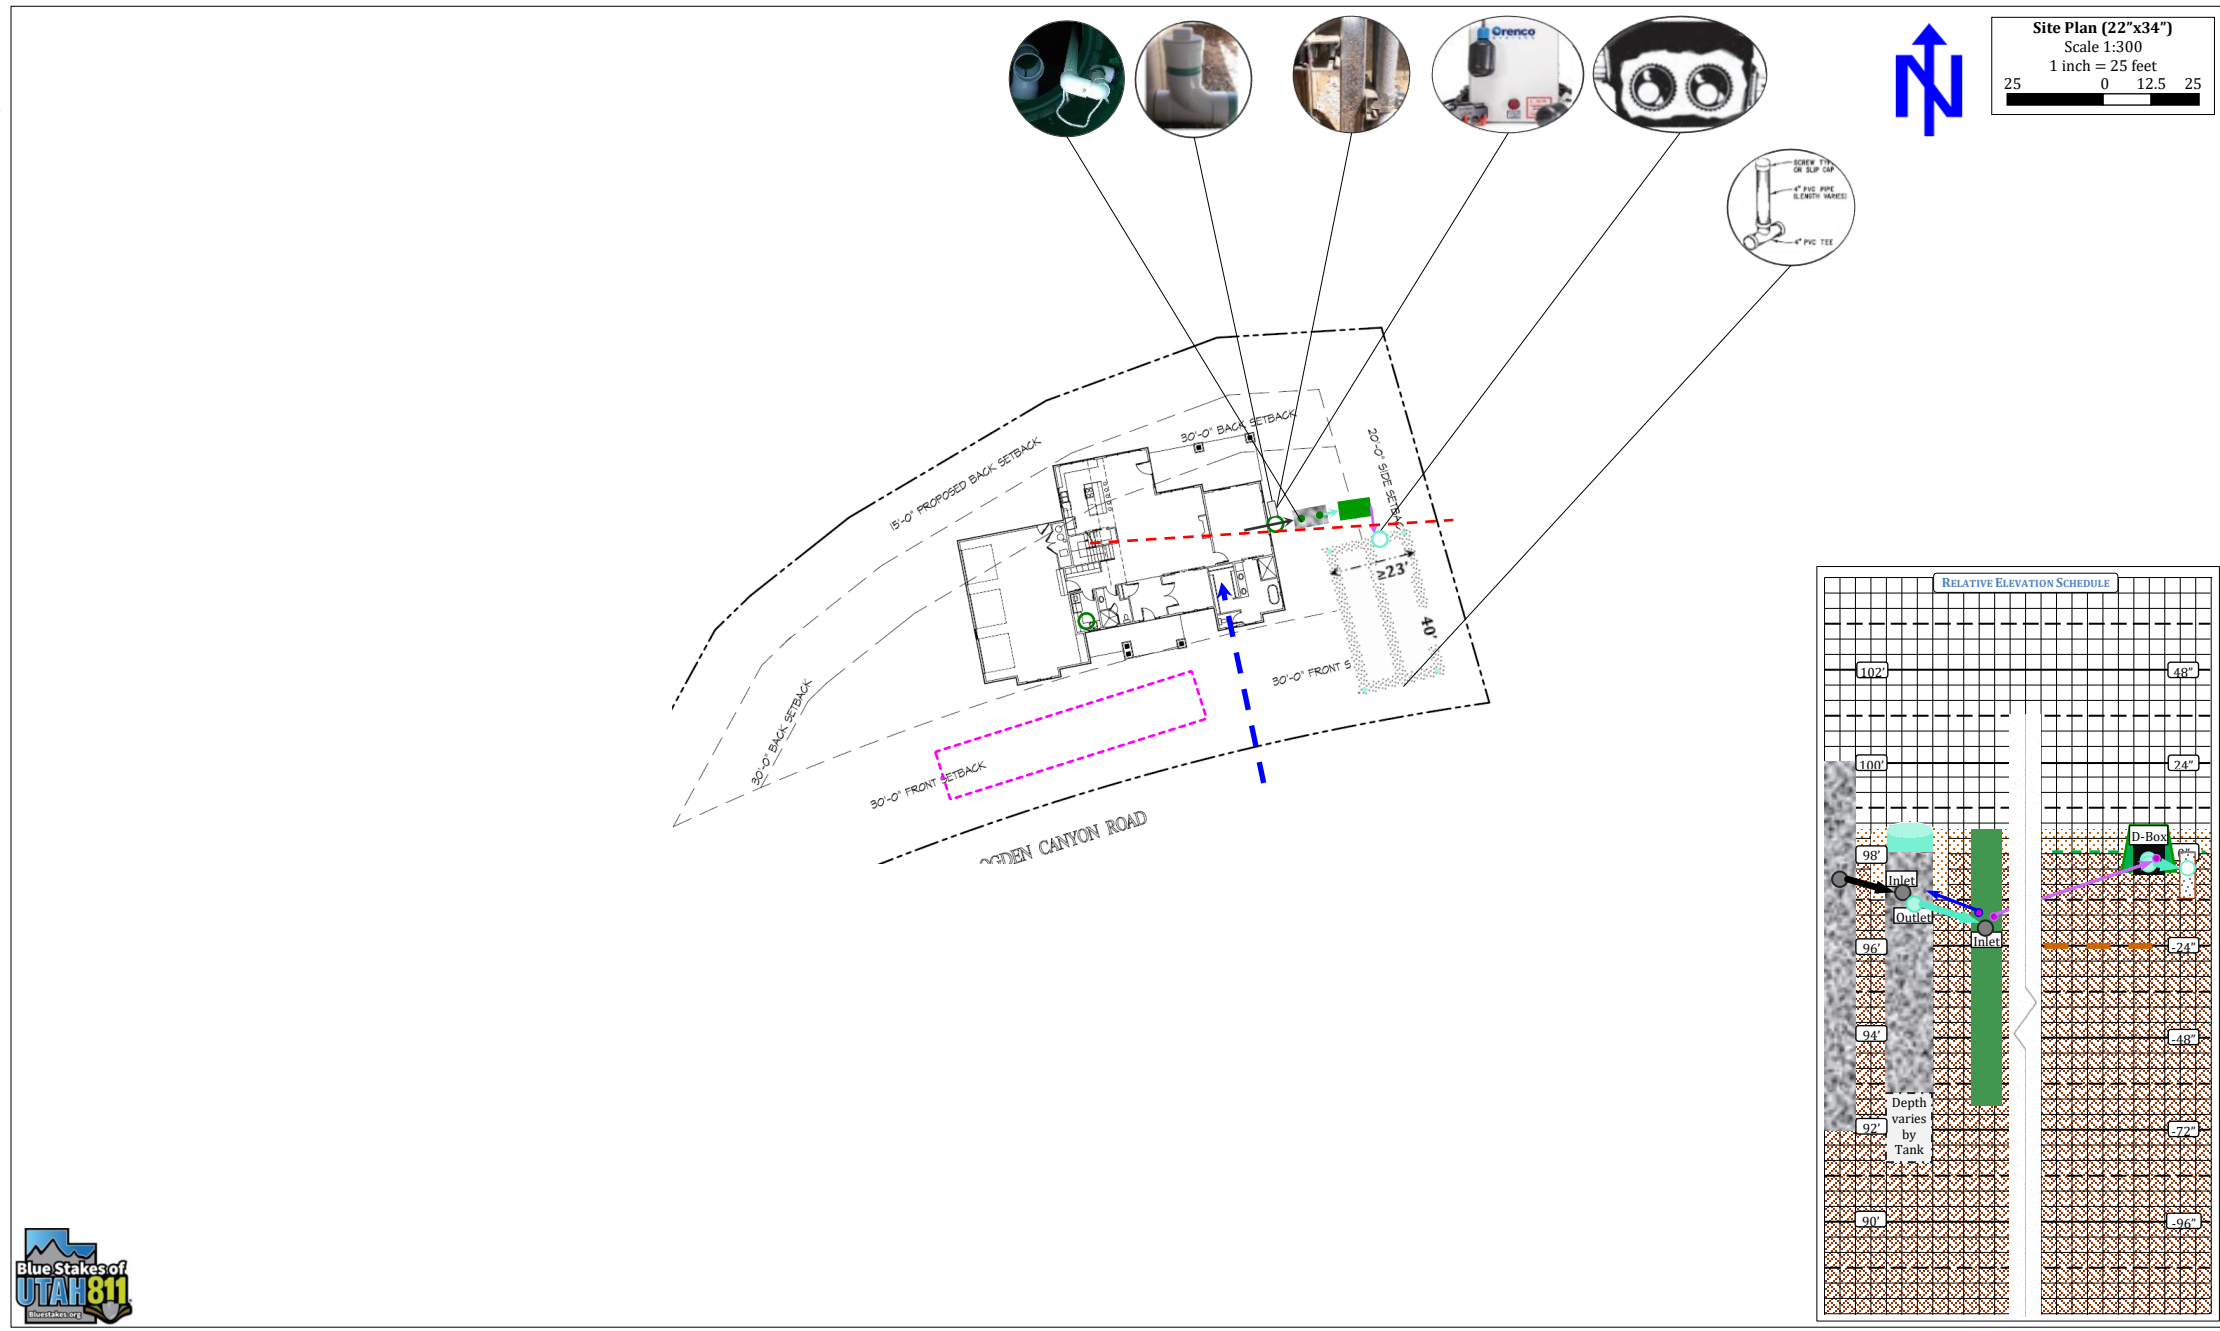 Orenco
SYSTEMS
SCREW TYP
OR SLIP CAP
4" PVC PIPE
(LENGTH VARIES)
4" PVC TEE
N
Site Plan (22”x34”)
Scale 1:300
1 inch = 25 feet
25 0 12.5 25
15'-0" PROPOSED BACK SETBACK
30'-0" BACK SETBACK
20'-0" SIDE SETBACK
≥23'
40'
30'-0" FRONT S
30'-0" BACK SETBACK
30'-0" FRONT SETBACK
OGDEN CANYON ROAD
RELATIVE ELEVATION SCHEDULE
102’ 48”
100’ 24”
D-Box
98’ 0”
Inlet
Outlet
Inlet
96’ -24”
94’ -48”
Depth
varies
by
Tank
92’ -72”
90’ -96”
Blue Stakes of
UTAH811
Bluestakes.org